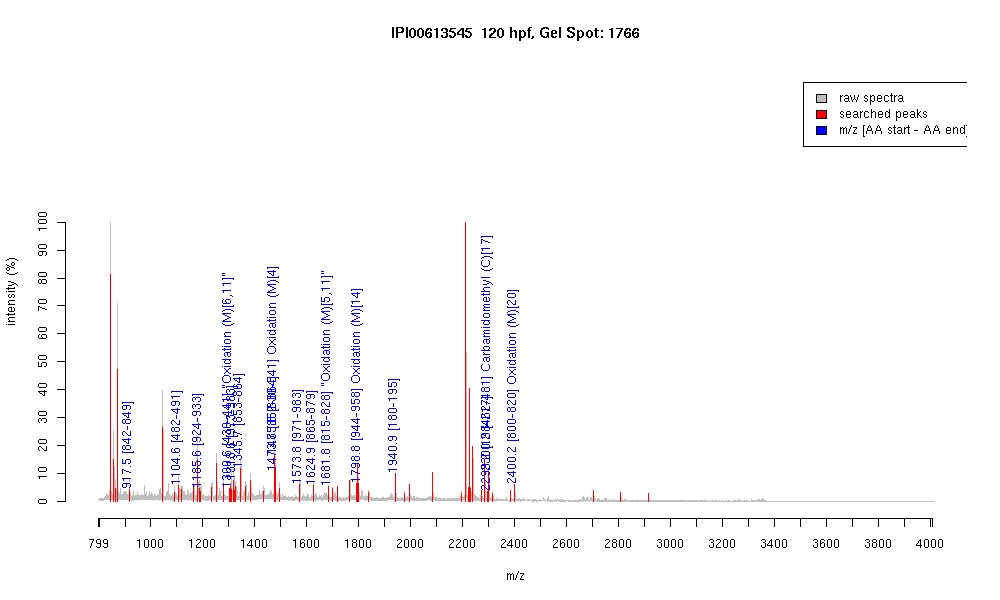 IPI00613545 120 hpf, Gel Spot: 1766
raw spectra
searched peaks
m/z [AA start - AA end]
intensity (%)
100
90
80
70
60
50
40
30
20
10
0
917.5 [842-849]
1104.6 [482-491]
1185.6 [924-933]
"Oxidation (M)[6,11]"
1345.7 [853-864]
Oxidation (M)[4]
1573.8 [971-983]
1624.9 [865-879]
1681.8 [815-828] "Oxidation (M)[5,11]"
1798.8 [944-958] Oxidation (M)[14]
1940.9 [180-195]
Carbamidomethyl (C)[17]
2400.2 [800-820] Oxidation (M)[20]
799 1000 1200 1400 1600 1800 2000 2200 2400 2600 2800 3000 3200 3400 3600 3800 4000
m/z